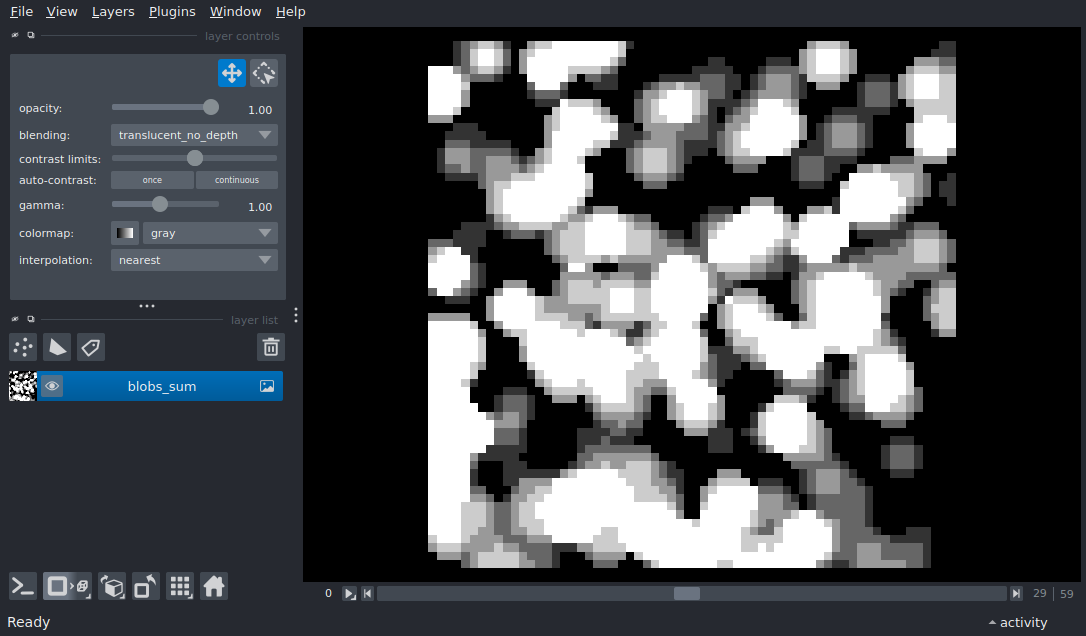 File View Layers Plugins Window Help
layer controls
opacity: 1.00
blending: translucent_no_depth
contrast limits:
auto-contrast: once continuous
gamma: 1.00
colormap: gray
interpolation: nearest
layer list
blobs_sum
0 29 59
Ready activity